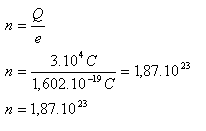 n = Q/e
n = 3.10⁴ C / 1,602.10⁻¹⁹ C = 1,87.10²³
n = 1,87.10²³